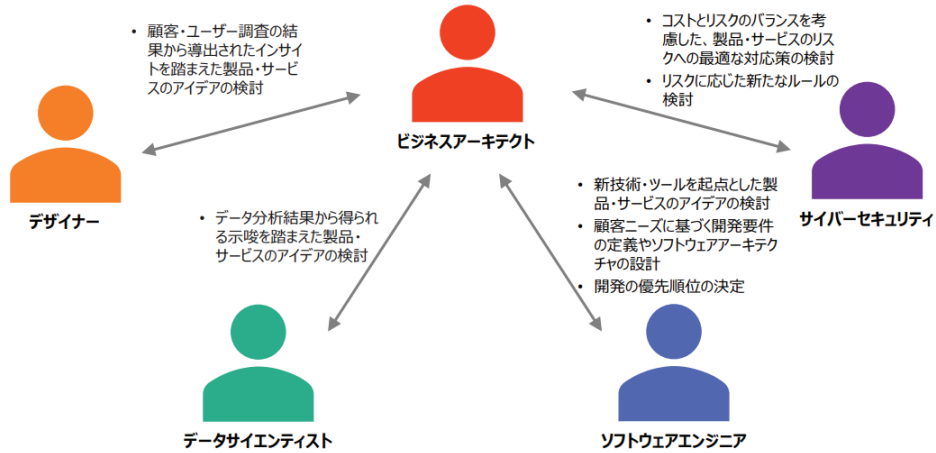 • 顧客・ユーザー調査の結
果から導出されたインサイ
トを踏まえた製品・サービ
スのアイデアの検討
• コストとリスクのバランスを考
慮した、製品・サービスのリス
クへの最適な対応策の検討
• リスクに応じた新たなルールの
検討
ビジネスアーキテクト
デザイナー
サイバーセキュリティ
• データ分析結果から得られ
る示唆を踏まえた製品・
サービスのアイデアの検討
• 新技術・ツールを起点とした製
品・サービスのアイデアの検討
• 顧客ニーズに基づく開発要件
の定義やソフトウェアアーキテク
チャの設計
• 開発の優先順位の決定
データサイエンティスト
ソフトウェアエンジニア